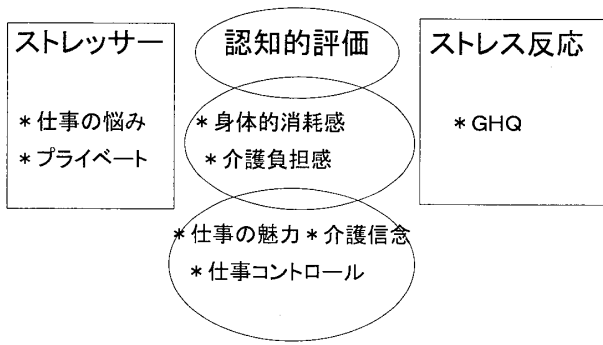 ストレッサー
＊仕事の悩み
＊プライベート
認知的評価
＊身体的消耗感
＊介護負担感
＊仕事の魅力＊介護信念
＊仕事コントロール
ストレス反応
＊GHQ